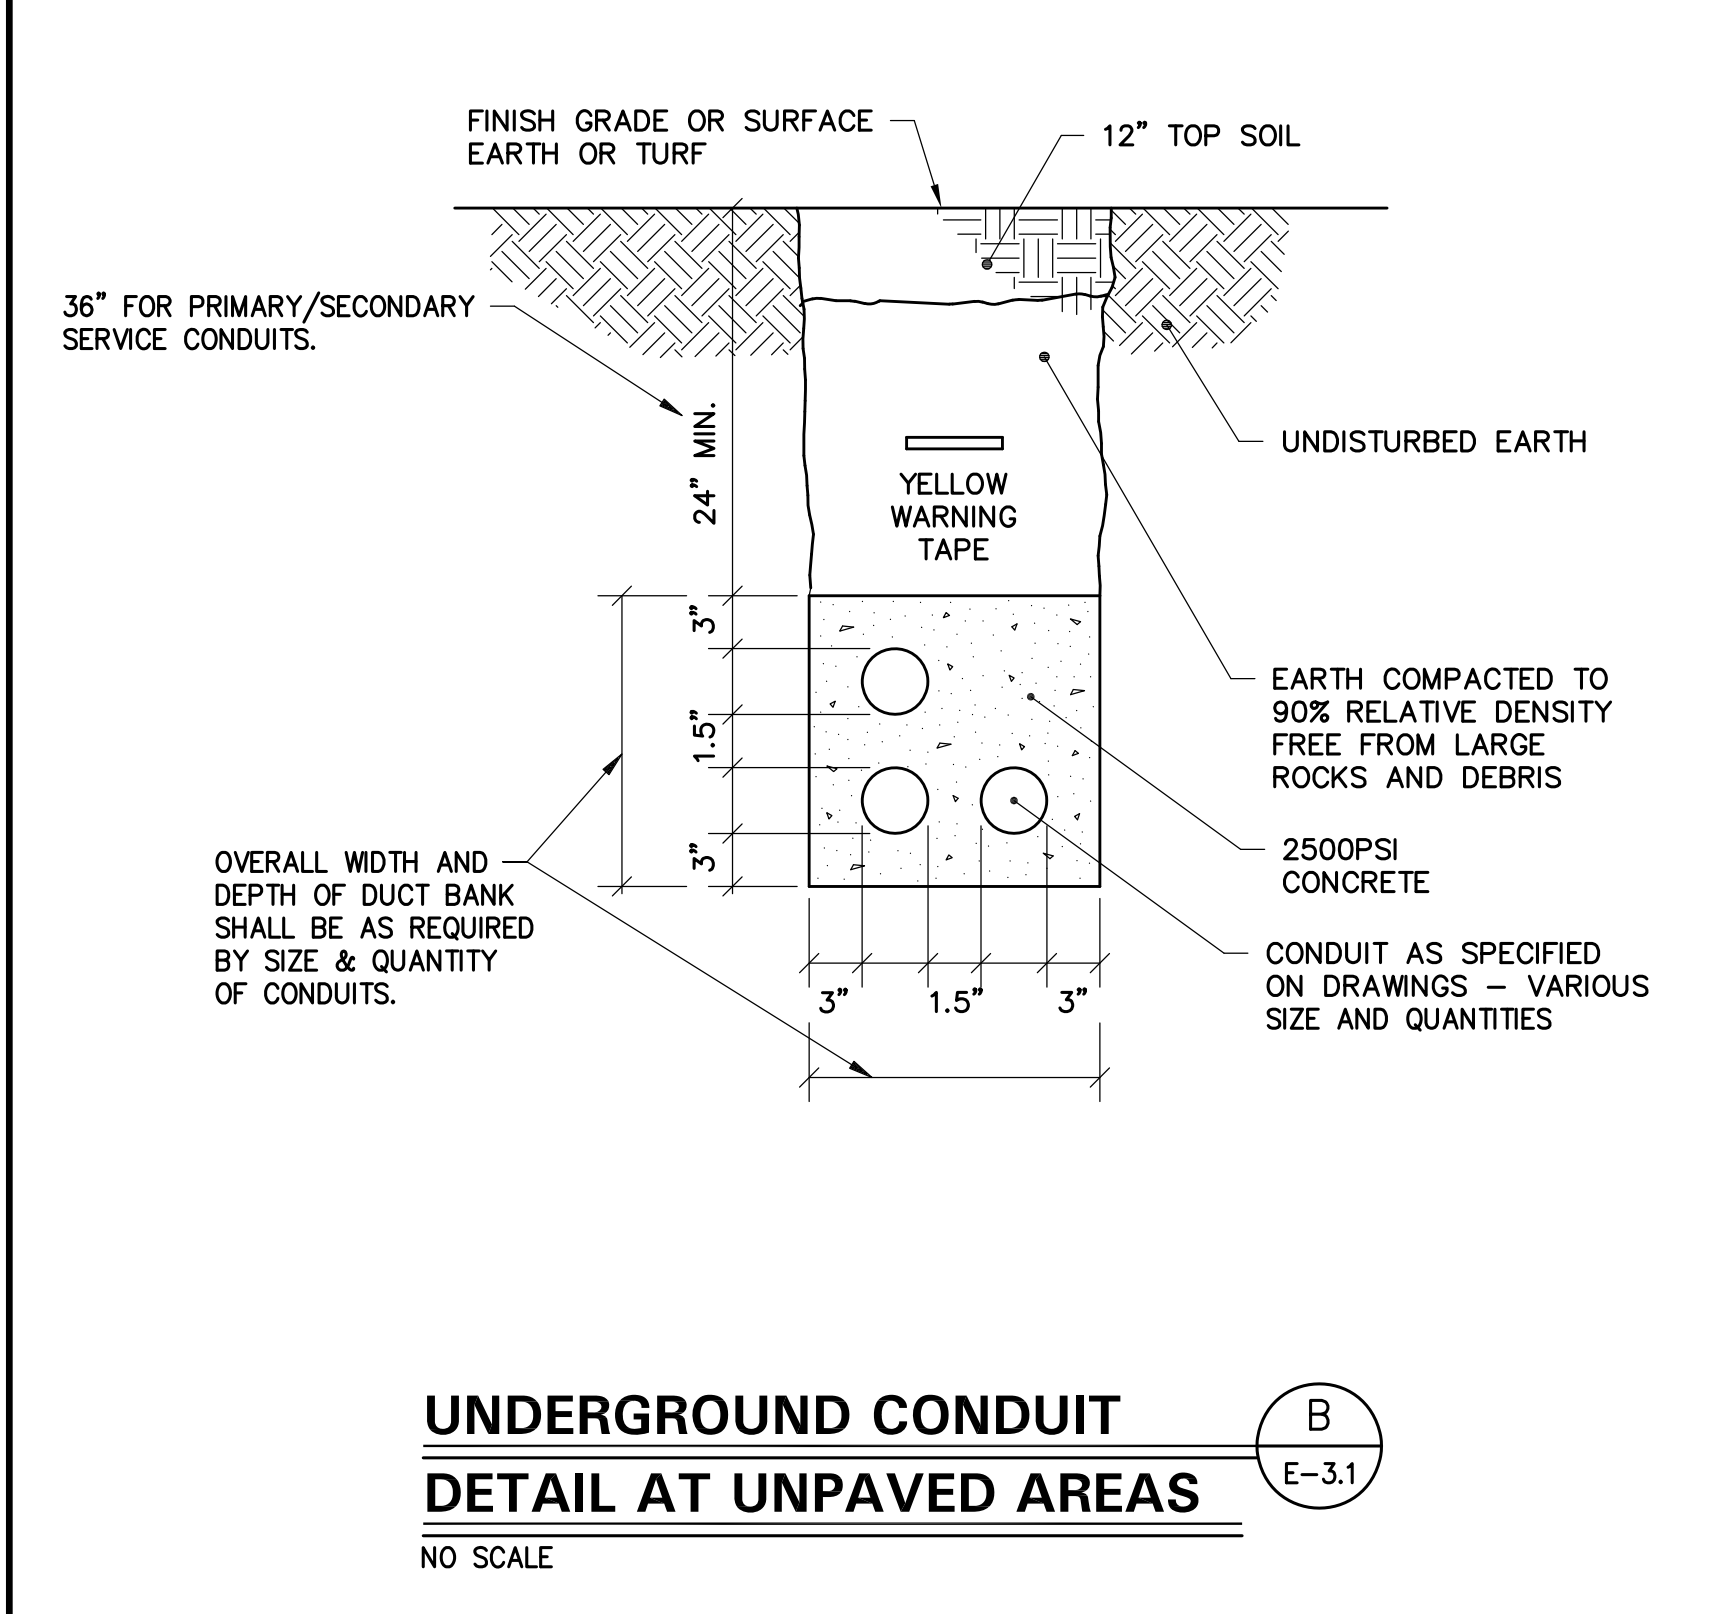 FINISH GRADE OR SURFACE
EARTH OR TURF
12" TOP SOIL
36" FOR PRIMARY/SECONDARY
SERVICE CONDUITS.
24" MIN.
UNDISTURBED EARTH
YELLOW
WARNING
TAPE
3"
1.5"
3"
EARTH COMPACTED TO
90% RELATIVE DENSITY
FREE FROM LARGE
ROCKS AND DEBRIS
2500PSI
CONCRETE
OVERALL WIDTH AND
DEPTH OF DUCT BANK
SHALL BE AS REQUIRED
BY SIZE & QUANTITY
OF CONDUITS.
CONDUIT AS SPECIFIED
ON DRAWINGS – VARIOUS
SIZE AND QUANTITIES
3" 1.5" 3"
UNDERGROUND CONDUIT
DETAIL AT UNPAVED AREAS
B
E-3.1
NO SCALE